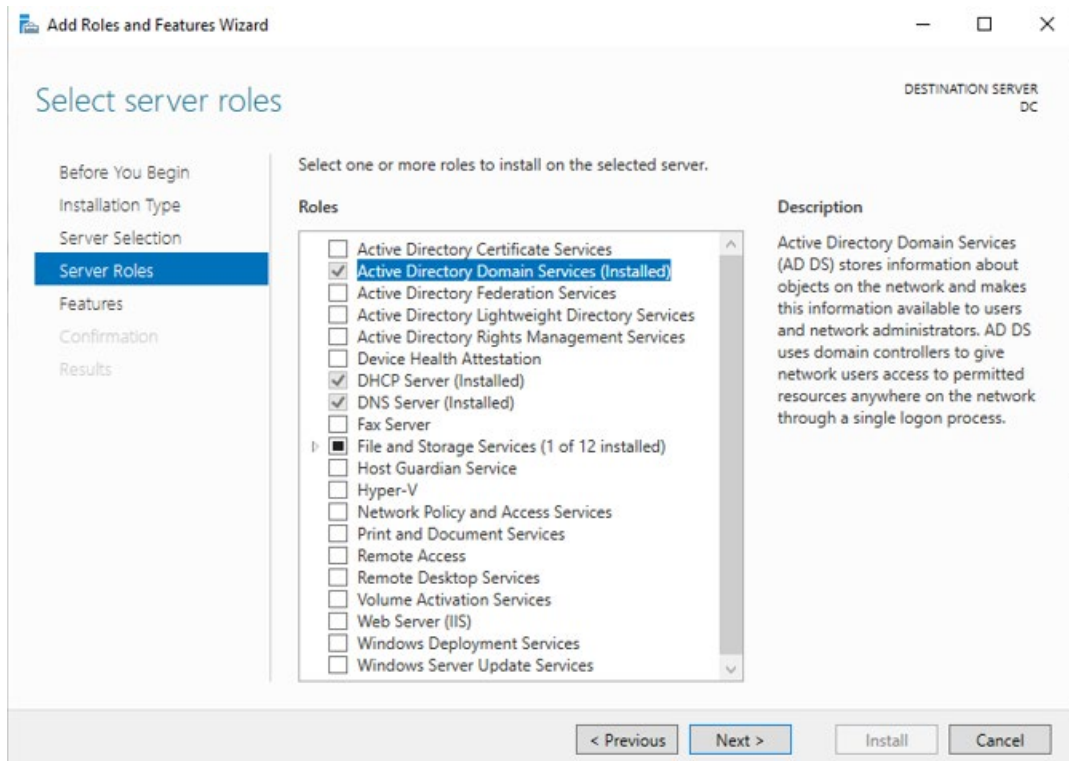 Add Roles and Features Wizard
Select server roles
DESTINATION SERVER
DC
Before You Begin
Installation Type
Server Selection
Server Roles
Features
Confirmation
Results
Select one or more roles to install on the selected server.
Roles
Active Directory Certificate Services
Active Directory Domain Services (Installed)
Active Directory Federation Services
Active Directory Lightweight Directory Services
Active Directory Rights Management Services
Device Health Attestation
DHCP Server (Installed)
DNS Server (Installed)
Fax Server
File and Storage Services (1 of 12 installed)
Host Guardian Service
Hyper-V
Network Policy and Access Services
Print and Document Services
Remote Access
Remote Desktop Services
Volume Activation Services
Web Server (IIS)
Windows Deployment Services
Windows Server Update Services
Description
Active Directory Domain Services
(AD DS) stores information about
objects on the network and makes
this information available to users
and network administrators. AD DS
uses domain controllers to give
network users access to permitted
resources anywhere on the network
through a single logon process.
< Previous
Next >
Install
Cancel